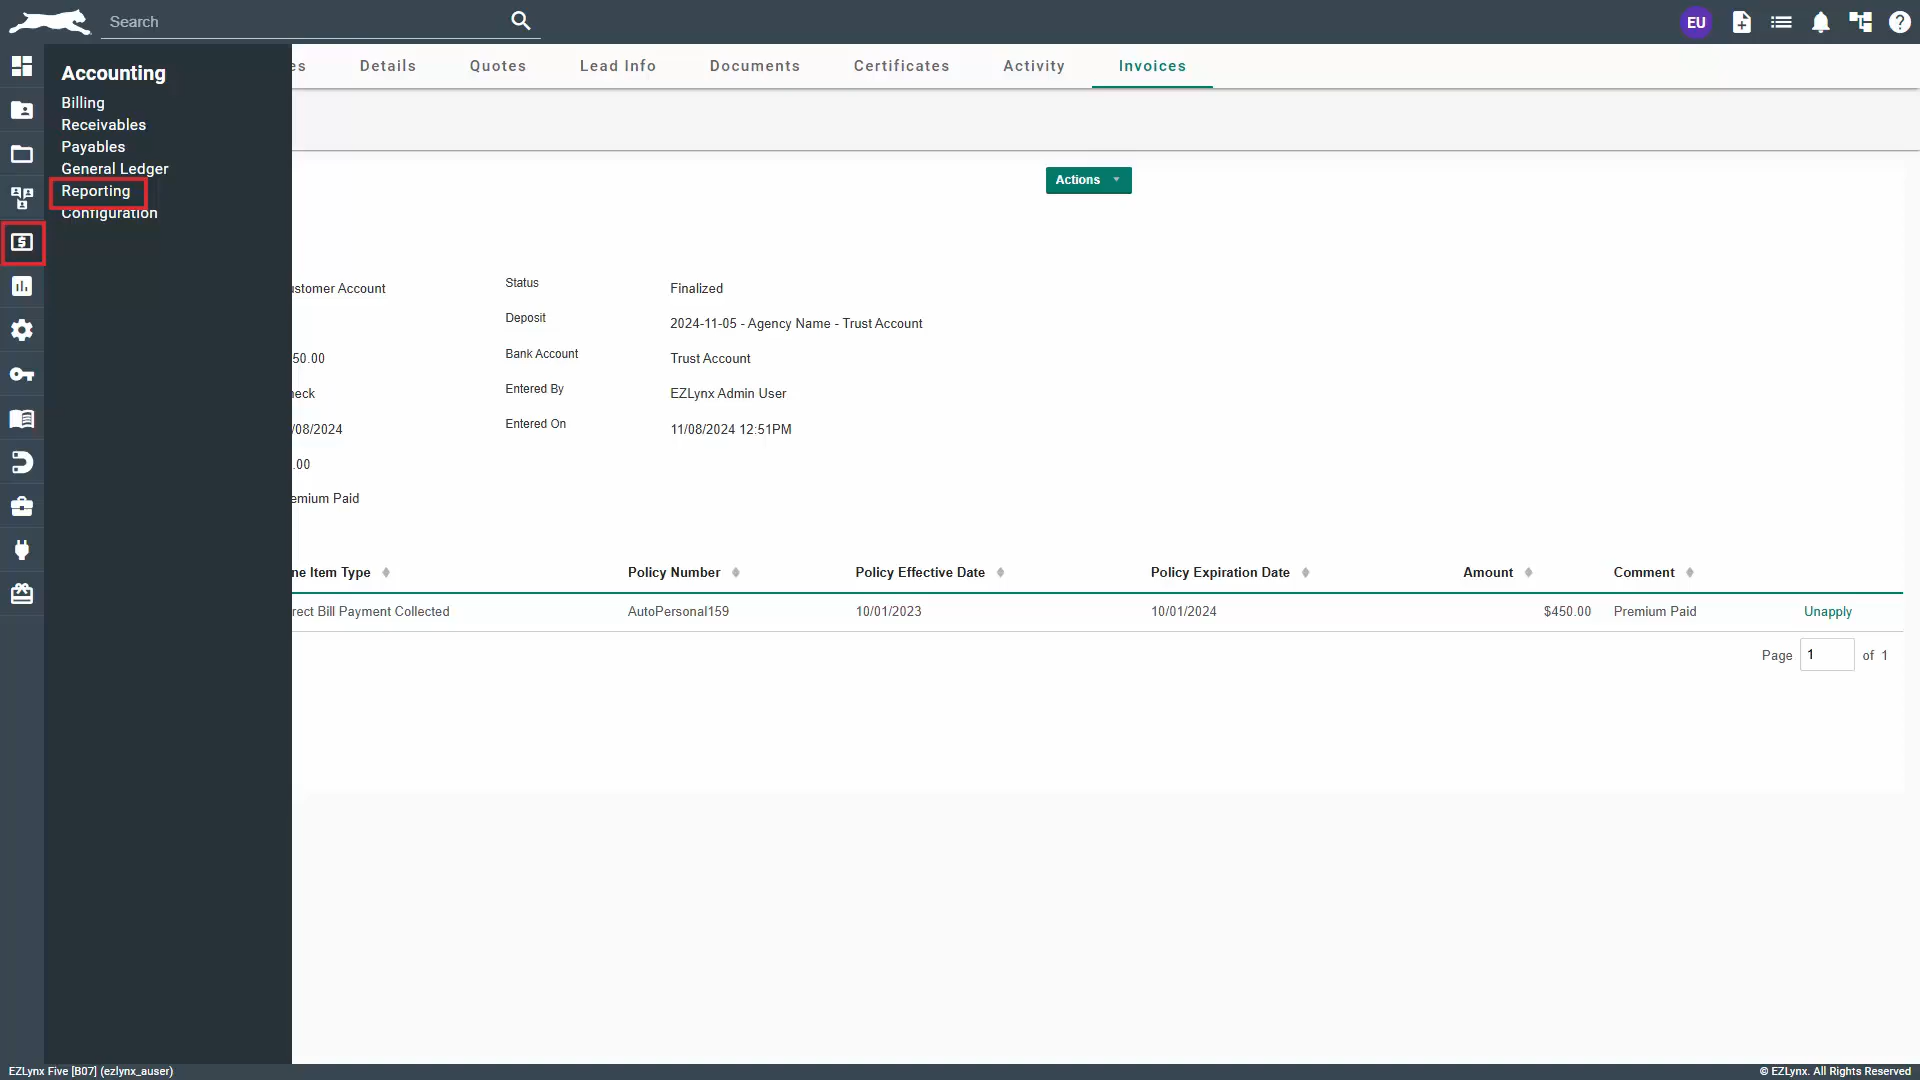 Search
EU
Accounting
Billing
Receivables
Payables
General Ledger
Reporting
Configuration
es Details Quotes Lead Info Documents Certificates Activity Invoices
Actions
ustomer Account
50.00
heck
/08/2024
.00
emium Paid
Status Finalized
Deposit 2024-11-05 - Agency Name - Trust Account
Bank Account Trust Account
Entered By EZLynx Admin User
Entered On 11/08/2024 12:51PM
ne Item Type Policy Number Policy Effective Date Policy Expiration Date Amount Comment
rect Bill Payment Collected AutoPersonal159 10/01/2023 10/01/2024 $450.00 Premium Paid Unapply
Page 1 of 1
EZLynx Five [B07] (ezlynx_auser)
© EZLynx. All Rights Reserved